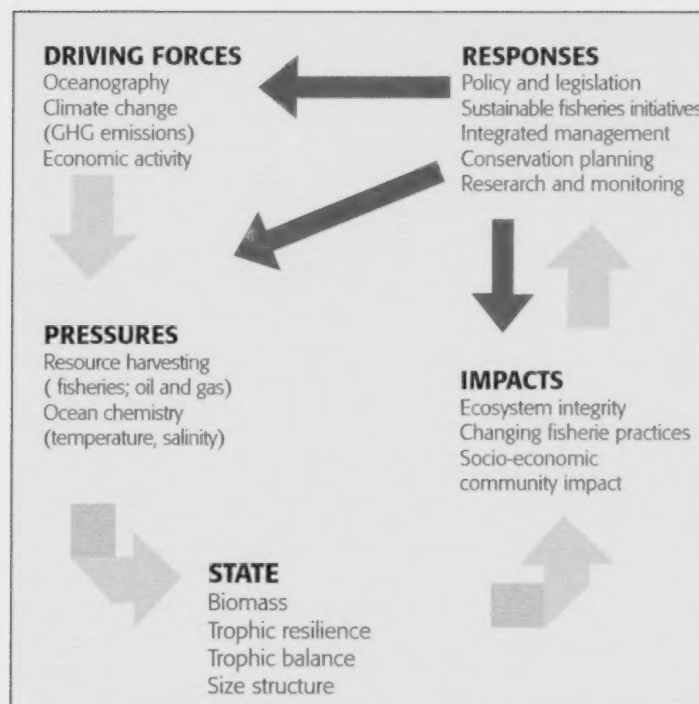 DRIVING FORCES
Oceanography
Climate change
(GHG emissions)
Economic activity
RESPONSES
Policy and legislation
Sustainable fisheries initiatives
Integrated management
Conservation planning
Reserarch and monitoring
PRESSURES
Resource harvesting
( fisheries; oil and gas)
Ocean chemistry
(temperature, salinity)
IMPACTS
Ecosystem integrity
Changing fisherie practices
Socio-economic
community impact
STATE
Biomass
Trophic resilience
Trophic balance
Size structure